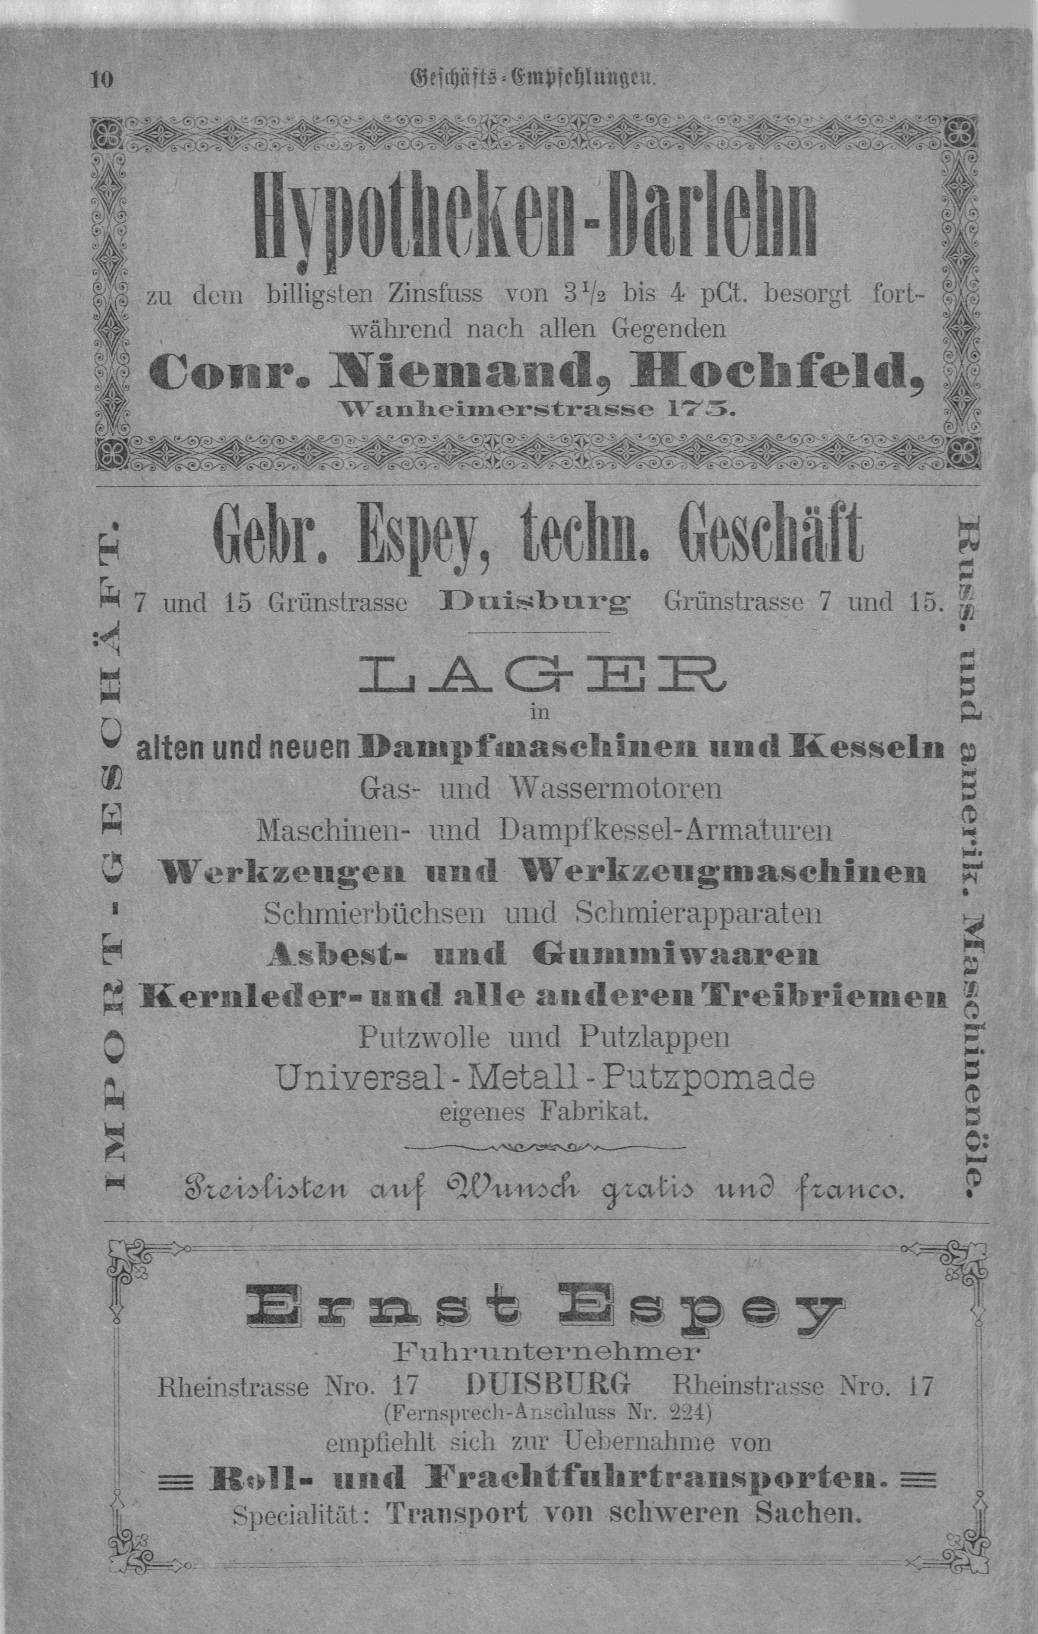 10
Geschäfts-Empfehlungen.
Hypotheken-Darlehn
zu dem billigsten Zinsfuss von 3½ bis 4 pCt. besorgt fort-
während nach allen Gegenden
Conr. Niemand, Hochfeld,
Wanheimerstrasse 175.
IMPORT-GESCHÄFT.
Gebr. Espey, techn. Geschäft
7 und 15 Grünstrasse Duisburg Grünstrasse 7 und 15.
LAGER
in
alten und neuen Dampfmaschinen und Kesseln
Gas- und Wassermotoren
Maschinen- und Dampfkessel-Armaturen
Werkzeugen und Werkzeugmaschinen
Schmierbüchsen und Schmierapparaten
Asbest- und Gummiwaaren
Kernleder- und alle anderen Treibriemen
Putzwolle und Putzlappen
Universal-Metall-Putzpomade
eigenes Fabrikat.
Preislisten auf Wunsch gratis und franco.
Russ. und amerik. Maschinenöle.
Ernst Espey
Fuhrunternehmer
Rheinstrasse Nro. 17 DUISBURG Rheinstrasse Nro. 17
(Fernsprech-Anschluss Nr. 224)
empfiehlt sich zur Uebernahme von
Roll- und Frachtfuhrtransporten.
Specialität: Transport von schweren Sachen.